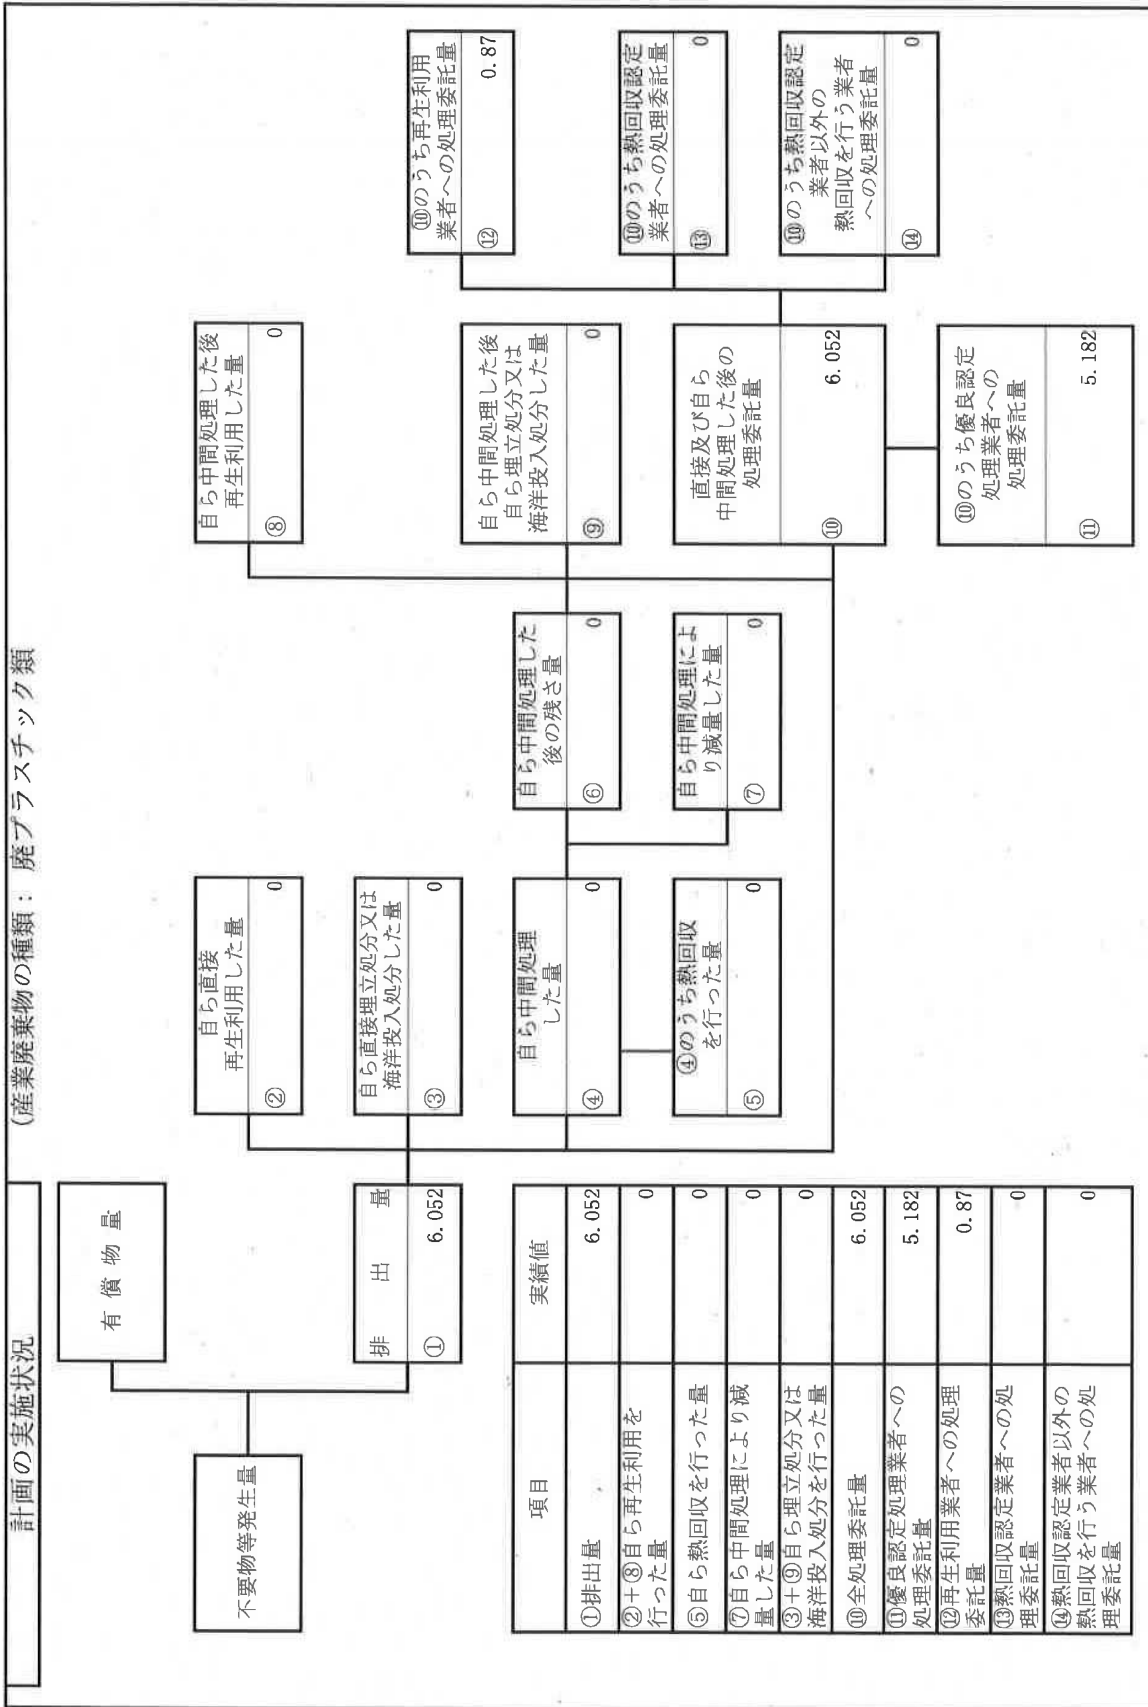 計画の実施状況
(産業廃棄物の種類： 廃プラスチック類
不要物等発生量
有償物量
排出量
① 6.052
自ら直接
再生利用した量
② 0
自ら直接埋立処分又は
海洋投入処分した量
③ 0
自ら中間処理
した量
④ 0
④のうち熱回収
を行った量
⑤ 0
自ら中間処理した
後の残さ量
⑥ 0
自ら中間処理によ
り減量した量
⑦ 0
自ら中間処理した後
再生利用した量
⑧ 0
自ら中間処理した後
自ら埋立処分又は
海洋投入処分した量
⑨ 0
直接及び自ら
中間処理した後の
処理委託量
⑩ 6.052
⑩のうち優良認定
処理業者への
処理委託量
⑪ 5.182
⑩のうち再生利用
業者への処理委託量
⑫ 0.87
⑩のうち熱回収認定
業者への処理委託量
⑬ 0
⑩のうち熱回収認定
業者以外の
熱回収を行う業者
への処理委託量
⑭ 0
項目 実績値
①排出量 6.052
②+⑧自ら再生利用を
行った量 0
⑤自ら熱回収を行った量 0
⑦自ら中間処理により減
量した量 0
③+⑨自ら埋立処分又は
海洋投入処分を行った量 0
⑩全処理委託量 6.052
⑪優良認定処理業者への
処理委託量 5.182
⑫再生利用業者への処理
委託量 0.87
⑬熱回収認定業者への処
理委託量 0
⑭熱回収認定業者以外の
熱回収を行う業者への処
理委託量 0